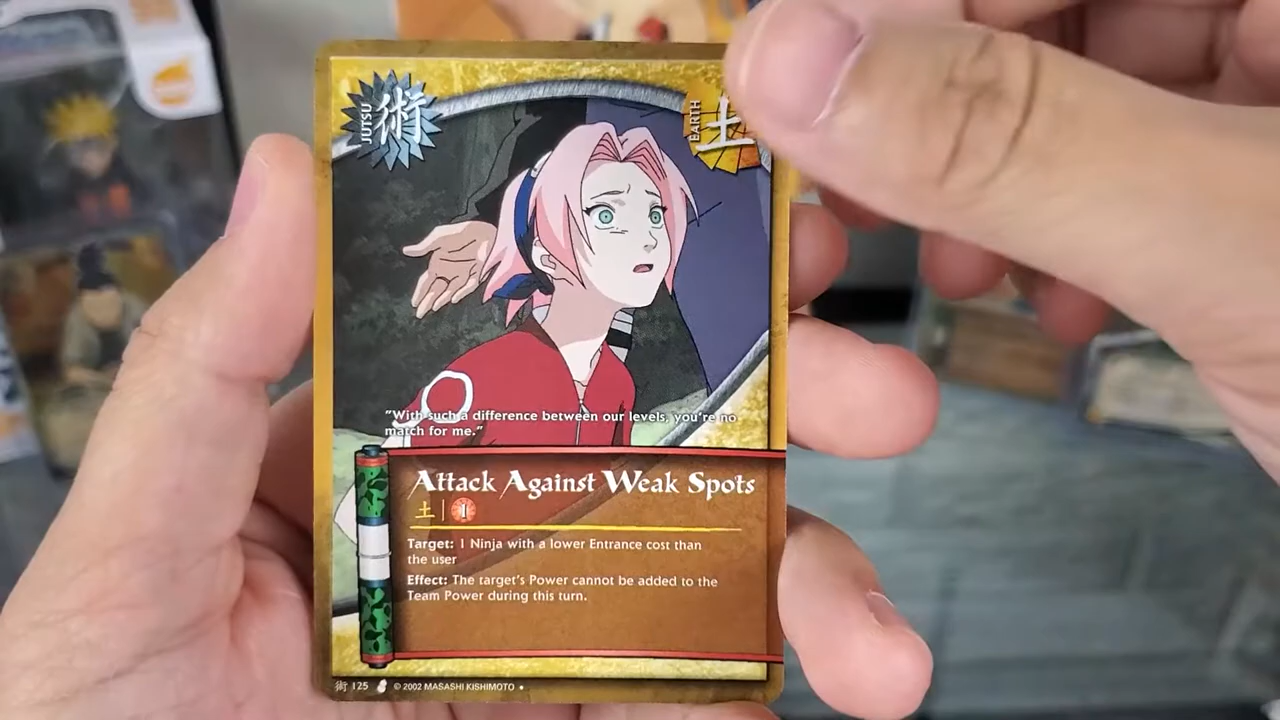 JUTSU 術
EARTH 土
"With such a difference between our levels, you're no
match for me."
Attack Against Weak Spots
土 1
Target: 1 Ninja with a lower Entrance cost than
the user
Effect: The target's Power cannot be added to the
Team Power during this turn.
術 125 © 2002 MASASHI KISHIMOTO